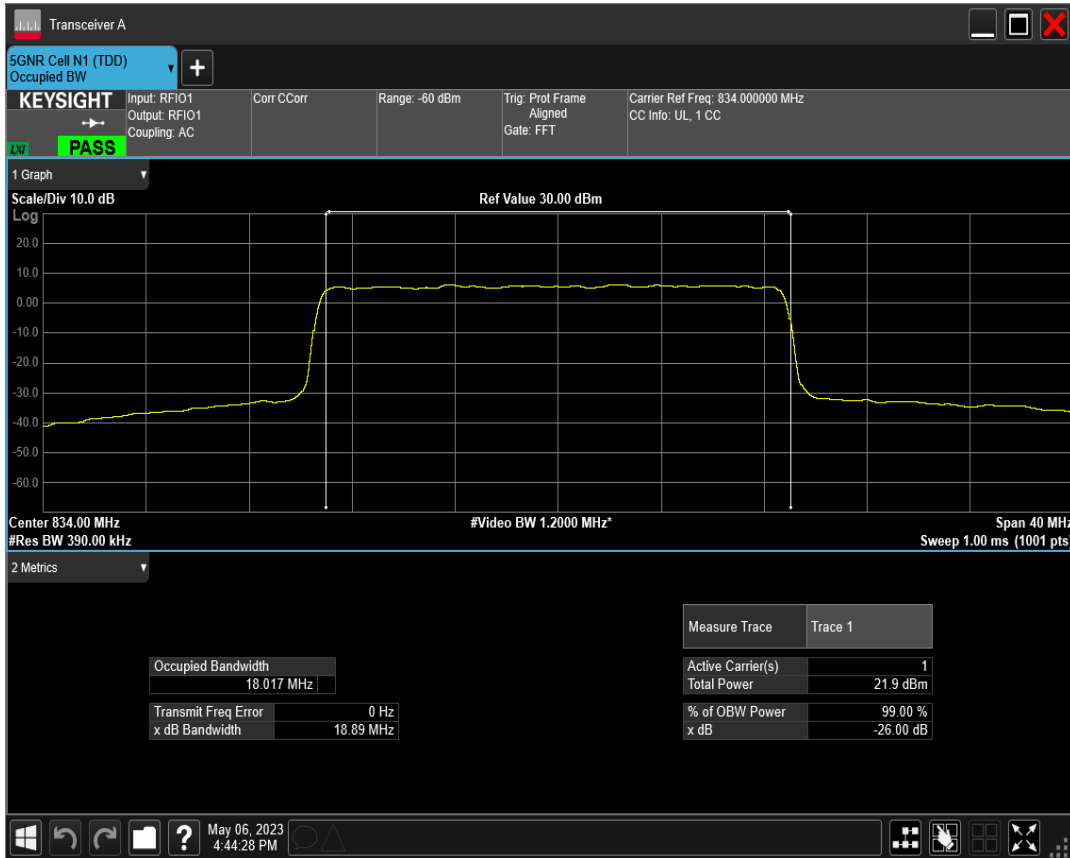 Transceiver A
5GNR Cell N1 (TDD)
Occupied BW
+
KEYSIGHT
LXI
PASS
Input: RFIO1
Output: RFIO1
Coupling: AC
Corr CCorr
Range: -60 dBm
Trig: Prot Frame
Aligned
Gate: FFT
Carrier Ref Freq: 834.000000 MHz
CC Info: UL, 1 CC
1 Graph
Scale/Div 10.0 dB
Ref Value 30.00 dBm
Log
20.0
10.0
0.00
-10.0
-20.0
-30.0
-40.0
-50.0
-60.0
Center 834.00 MHz
#Video BW 1.2000 MHz*
Span 40 MHz
#Res BW 390.00 kHz
Sweep 1.00 ms (1001 pts)
2 Metrics
Measure Trace Trace 1
Occupied Bandwidth
18.017 MHz
Active Carrier(s) 1
Total Power 21.9 dBm
Transmit Freq Error 0 Hz
x dB Bandwidth 18.89 MHz
% of OBW Power 99.00 %
x dB -26.00 dB
?
May 06, 2023
4:44:28 PM